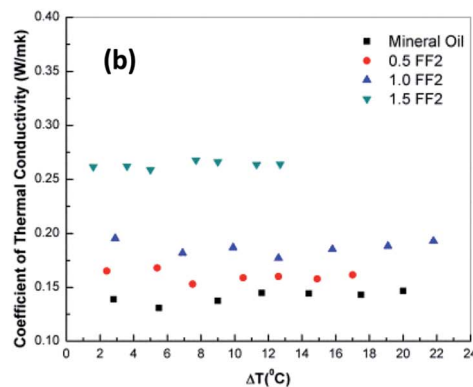 0.40
0.35
0.30
0.25
0.20
0.15
0.10
Coefficient of Thermal Conductivity (W/mk)
(b)
Mineral Oil
0.5 FF2
1.0 FF2
1.5 FF2
0 2 4 6 8 10 12 14 16 18 20 22 24
ΔT(⁰C)